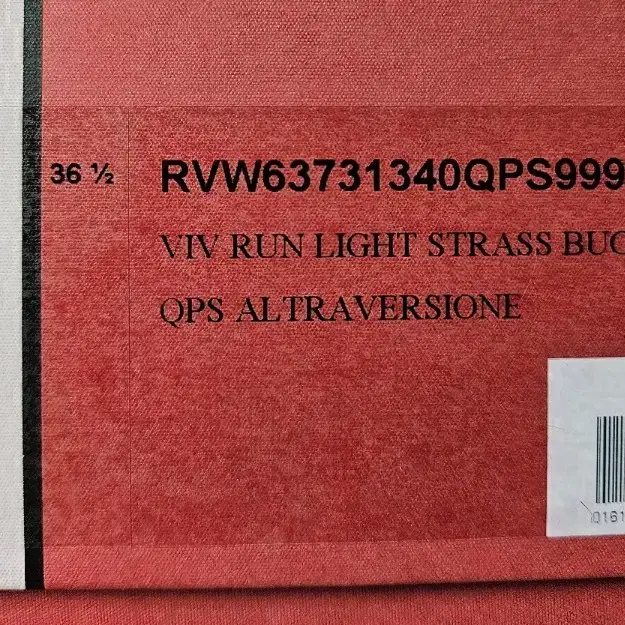 36 ½
RVW63731340QPS999
VIV RUN LIGHT STRASS BUC
QPS ALTRAVERSIONE
0161